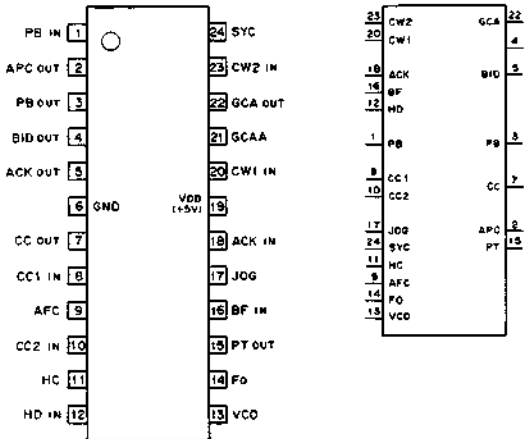 PB IN 1 24 SYC
APC OUT 2 23 CW2 IN
PB OUT 3 22 GCA OUT
BID OUT 4 21 GCAA
ACK OUT 5 20 CW1 IN
6 GND VDD (+5V) 19
CC OUT 7 18 ACK IN
CC1 IN 8 17 JOG
AFC 9 16 BF IN
CC2 IN 10 15 PT OUT
HC 11 14 FO
HD IN 12 13 VCO
23 CW2 GCA 22
20 CW1 4
18 ACK BID 5
16 BF
12 HD
1 PB PB 3
8 CC1 CC 7
10 CC2
17 JOG APC 2
24 SYC PT 15
11 HC
9 AFC
14 FO
13 VCO